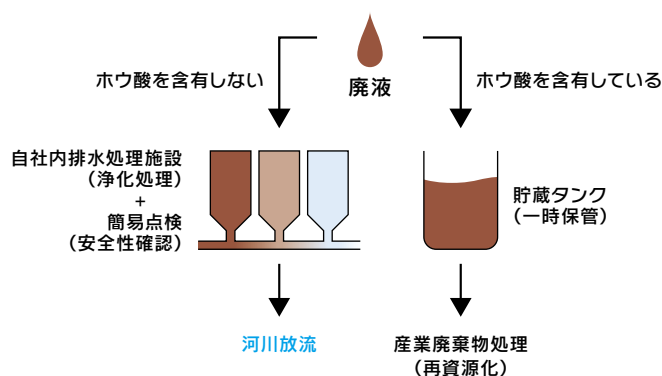 廃液
ホウ酸を含有しない
ホウ酸を含有している
自社内排水処理施設
(浄化処理)
+
簡易点検
(安全性確認)
貯蔵タンク
(一時保管)
河川放流
産業廃棄物処理
(再資源化)